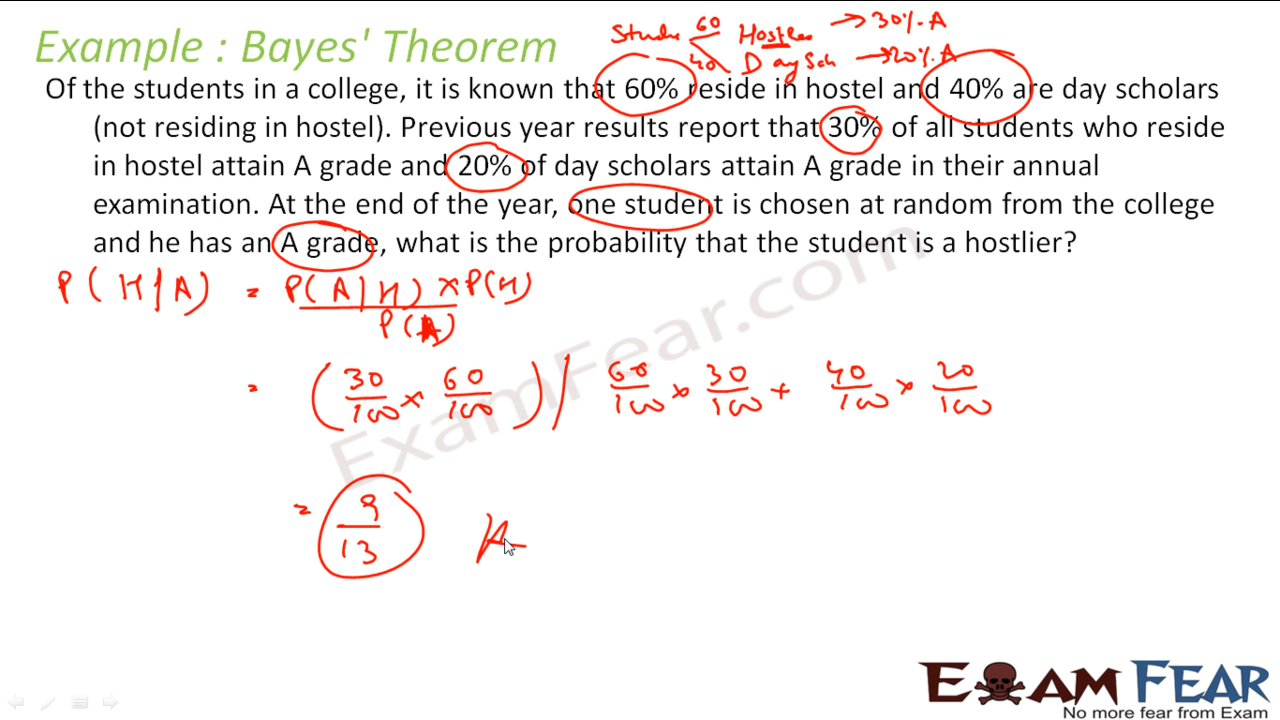 Example : Bayes' Theorem
Stude 60 Hostler → 30% A
40 Day Sch → 20% A
Of the students in a college, it is known that 60% reside in hostel and 40% are day scholars
(not residing in hostel). Previous year results report that 30% of all students who reside
in hostel attain A grade and 20% of day scholars attain A grade in their annual
examination. At the end of the year, one student is chosen at random from the college
and he has an A grade, what is the probability that the student is a hostlier?
P ( H / A ) = P( A | H ) × P(H)
P(A)
= ( 30/100 × 60/100 ) / 60/100 × 30/100 + 40/100 × 20/100
= 9/13
ExamFear.com
EXAM FEAR
No more fear from Exam